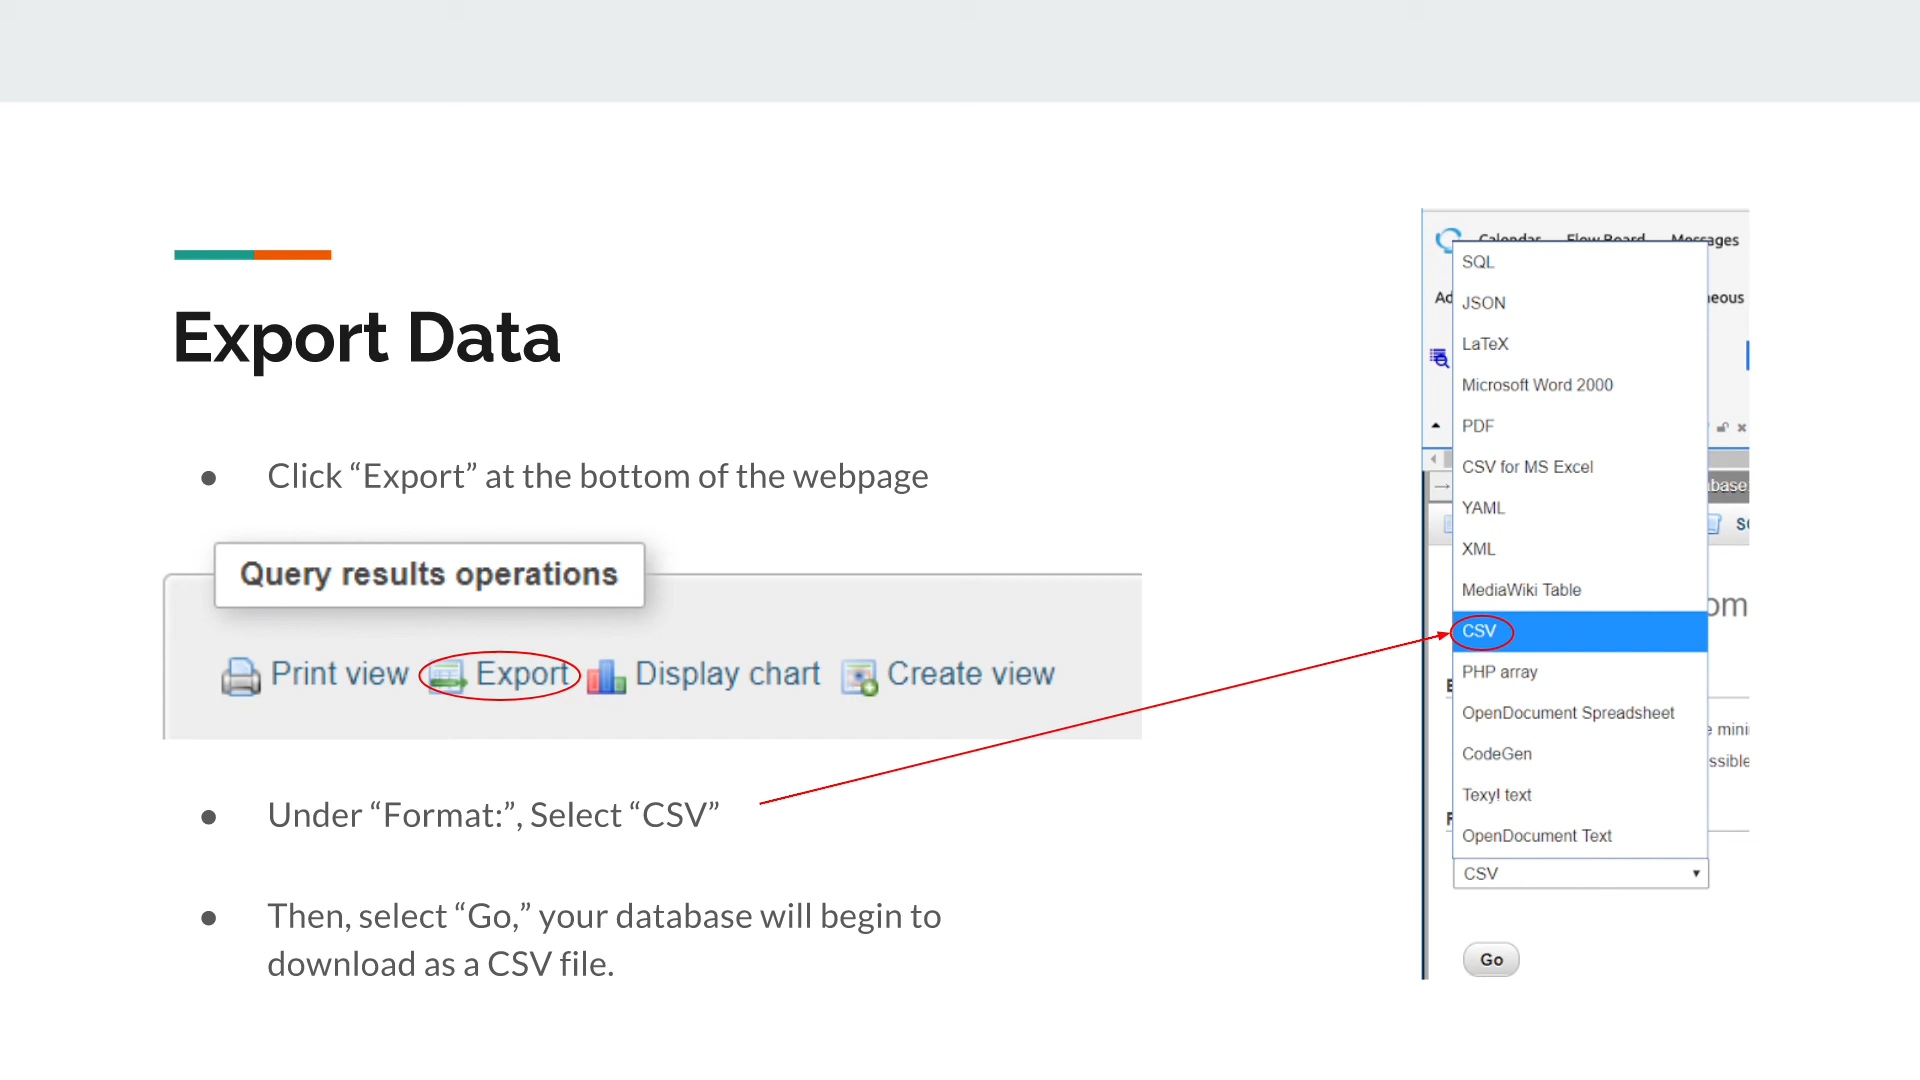 Export Data
● Click “Export” at the bottom of the webpage
Query results operations
Print view Export Display chart Create view
● Under “Format:”, Select “CSV”
● Then, select “Go,” your database will begin to
download as a CSV file.
Calendar Flow Board Messages
SQL
JSON
LaTeX
Microsoft Word 2000
PDF
CSV for MS Excel
YAML
XML
MediaWiki Table
CSV
PHP array
OpenDocument Spreadsheet
CodeGen
Texy! text
OpenDocument Text
CSV
Go